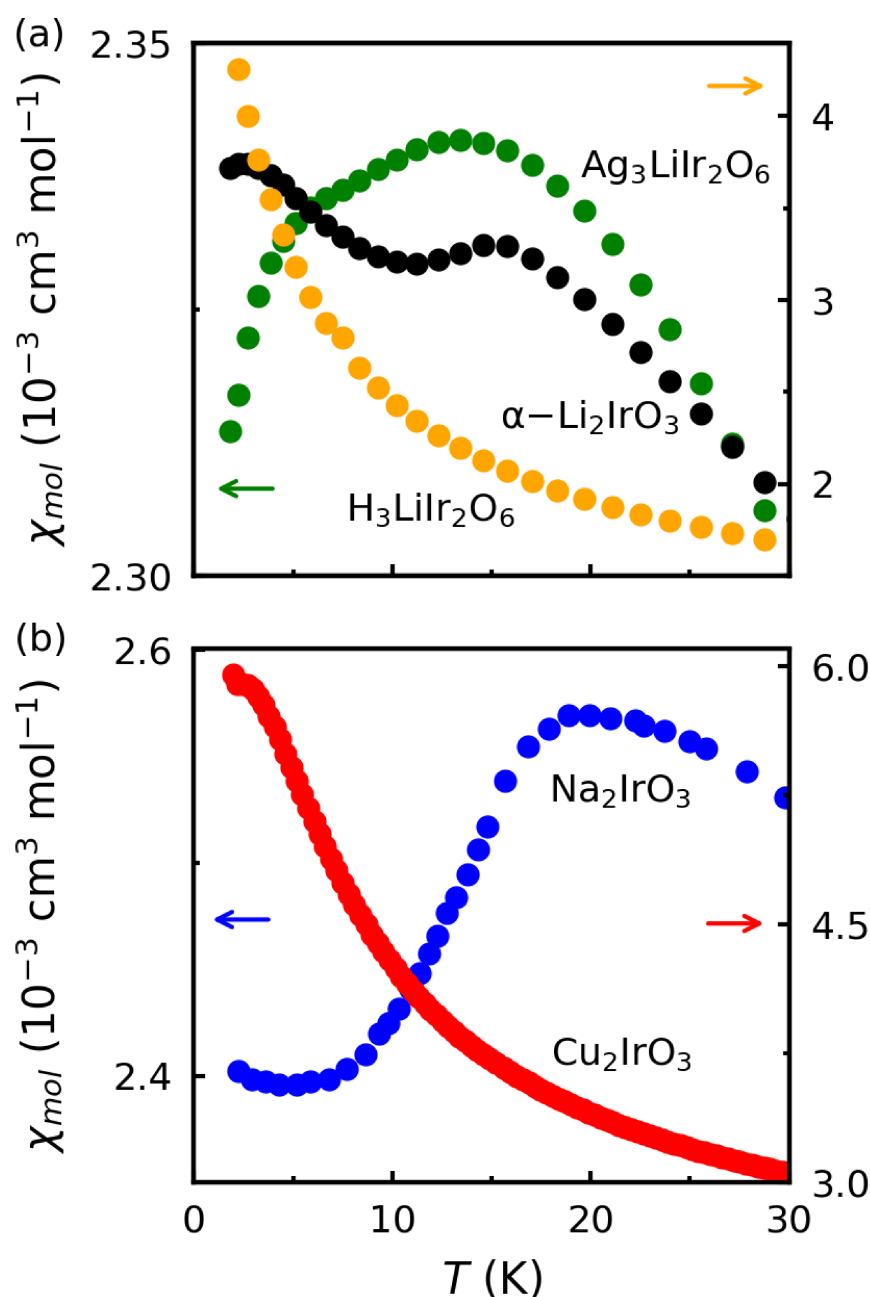 (a)
2.35
χmol (10−3 cm3 mol−1)
2.30
4
3
2
Ag3LiIr2O6
α−Li2IrO3
H3LiIr2O6
(b)
2.6
χmol (10−3 cm3 mol−1)
2.4
6.0
4.5
3.0
Na2IrO3
Cu2IrO3
0
10
20
30
T (K)